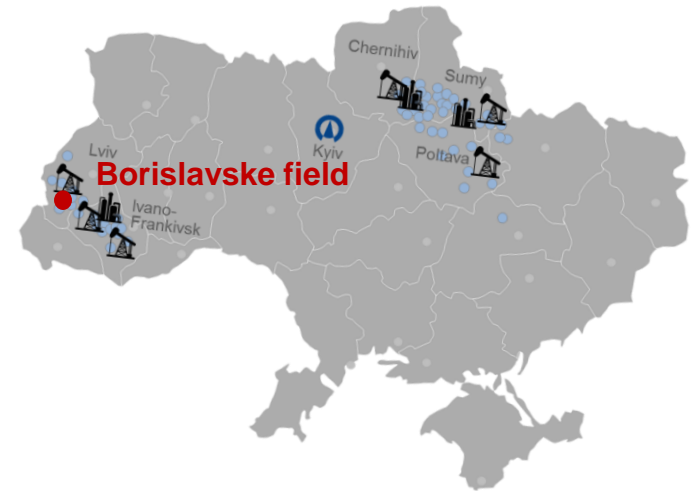 Chernihiv
Sumy
Kyiv
Poltava
Lviv
Borislavske field
Ivano-
Frankivsk